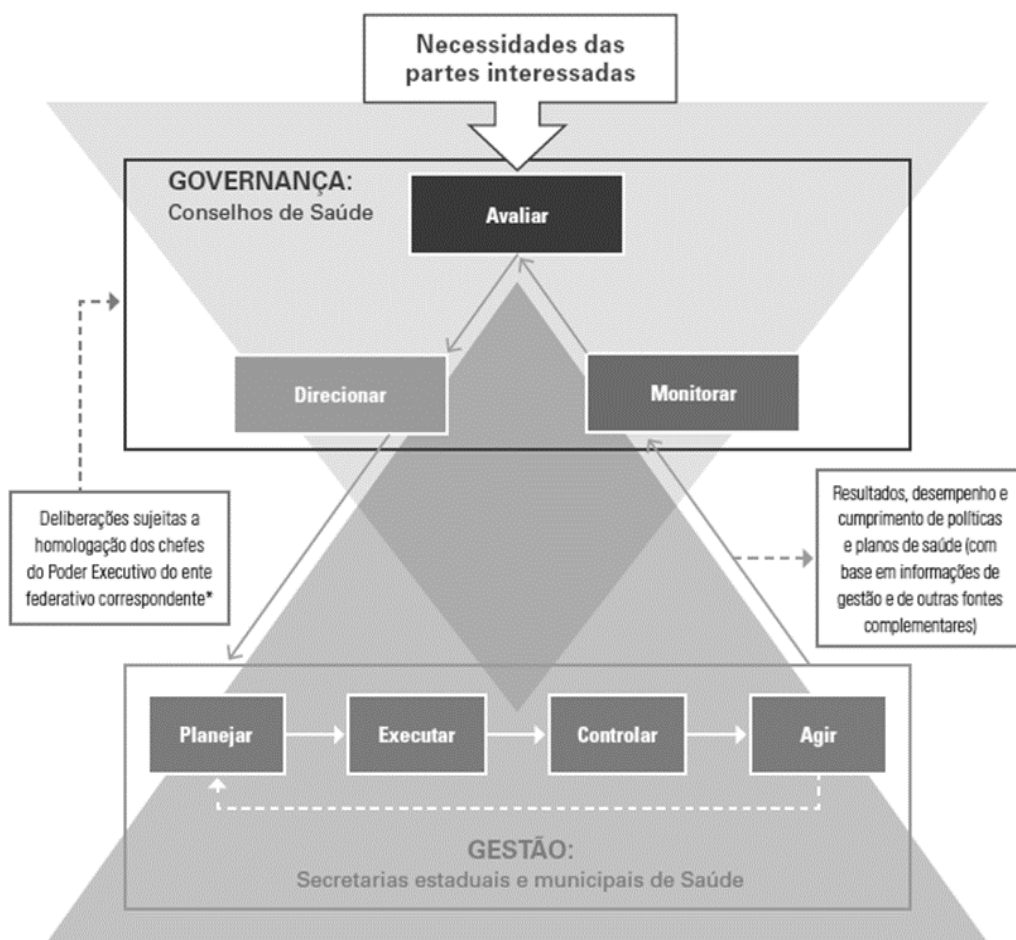 Necessidades das
partes interessadas
GOVERNANÇA:
Conselhos de Saúde
Avaliar
Direcionar
Monitorar
Deliberações sujeitas a
homologação dos chefes
do Poder Executivo do ente
federativo correspondente*
Resultados, desempenho e
cumprimento de políticas
e planos de saúde (com
base em informações de
gestão e de outras fontes
complementares)
Planejar
Executar
Controlar
Agir
GESTÃO:
Secretarias estaduais e municipais de Saúde